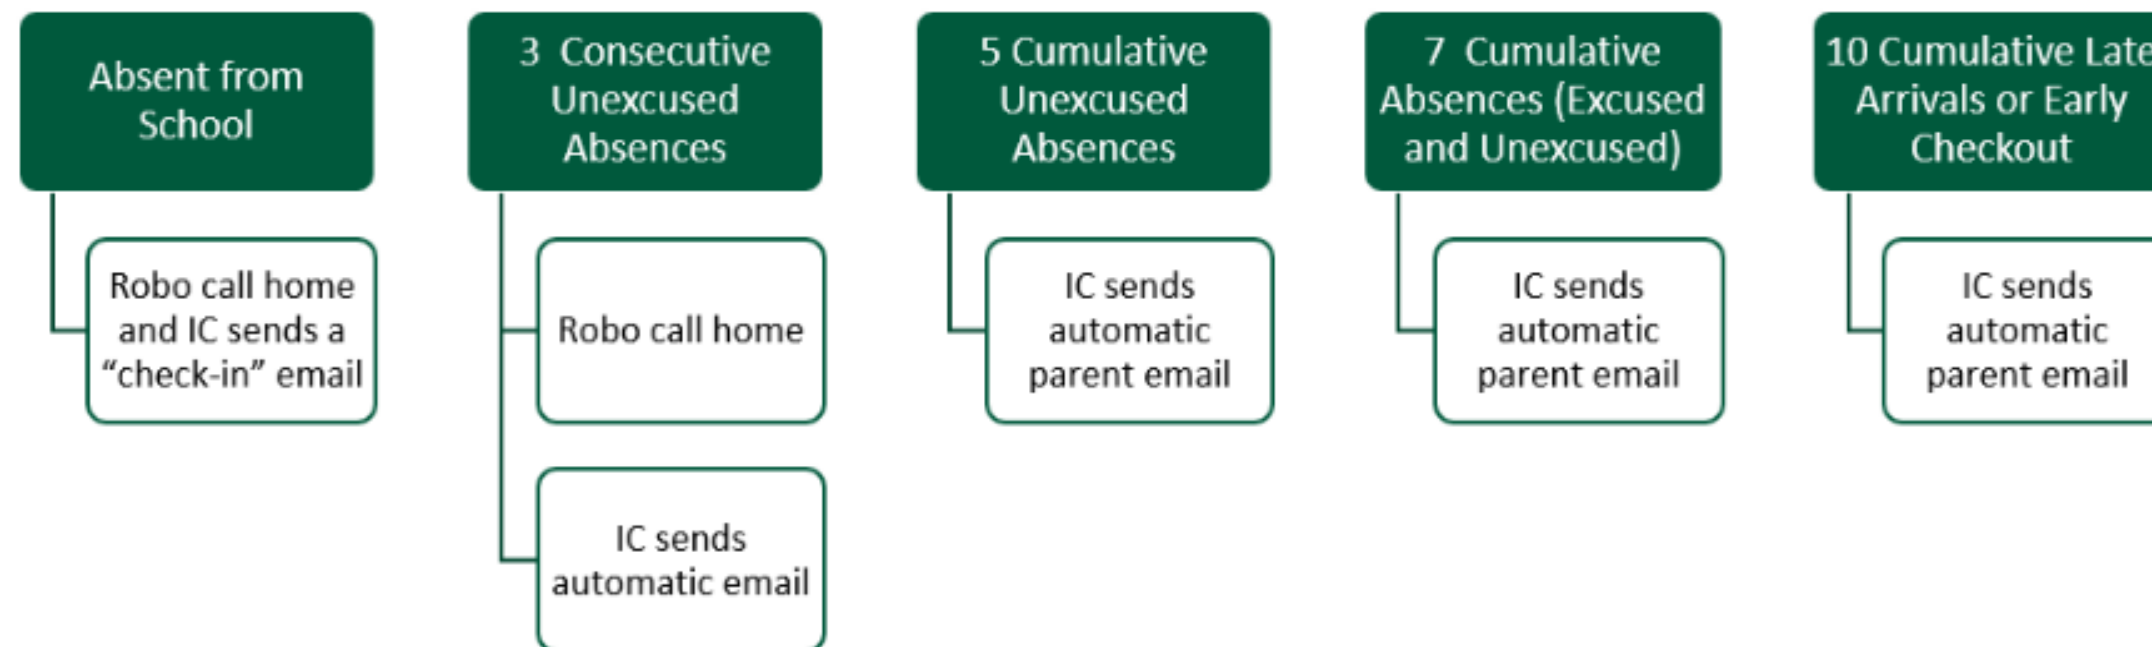 Absent from
School
Robo call home
and IC sends a
“check-in” email
3 Consecutive
Unexcused
Absences
Robo call home
IC sends
automatic email
5 Cumulative
Unexcused
Absences
IC sends
automatic
parent email
7 Cumulative
Absences (Excused
and Unexcused)
IC sends
automatic
parent email
10 Cumulative Late
Arrivals or Early
Checkout
IC sends
automatic
parent email